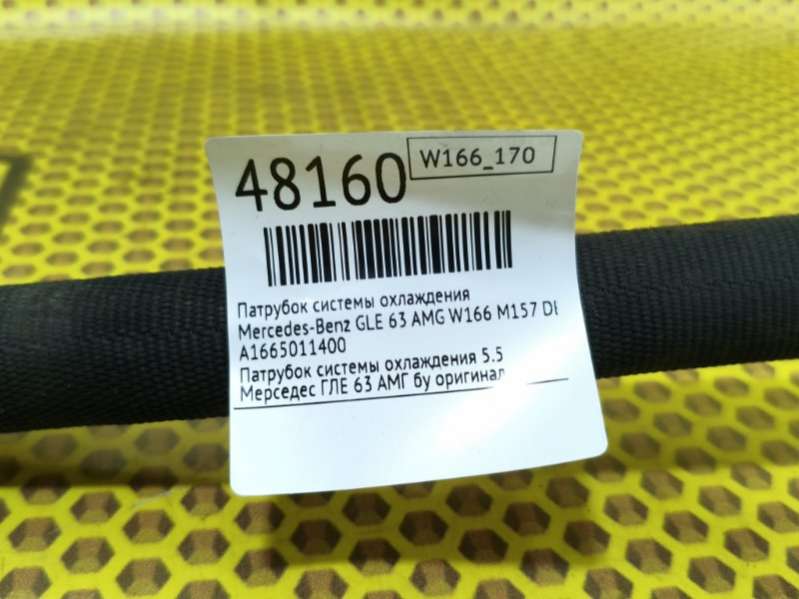 48160
W166_170
Патрубок системы охлаждения
Mercedes-Benz GLE 63 AMG W166 M157 DE
A1665011400
Патрубок системы охлаждения 5.5
Мерседес ГЛЕ 63 АМГ бу оригинал